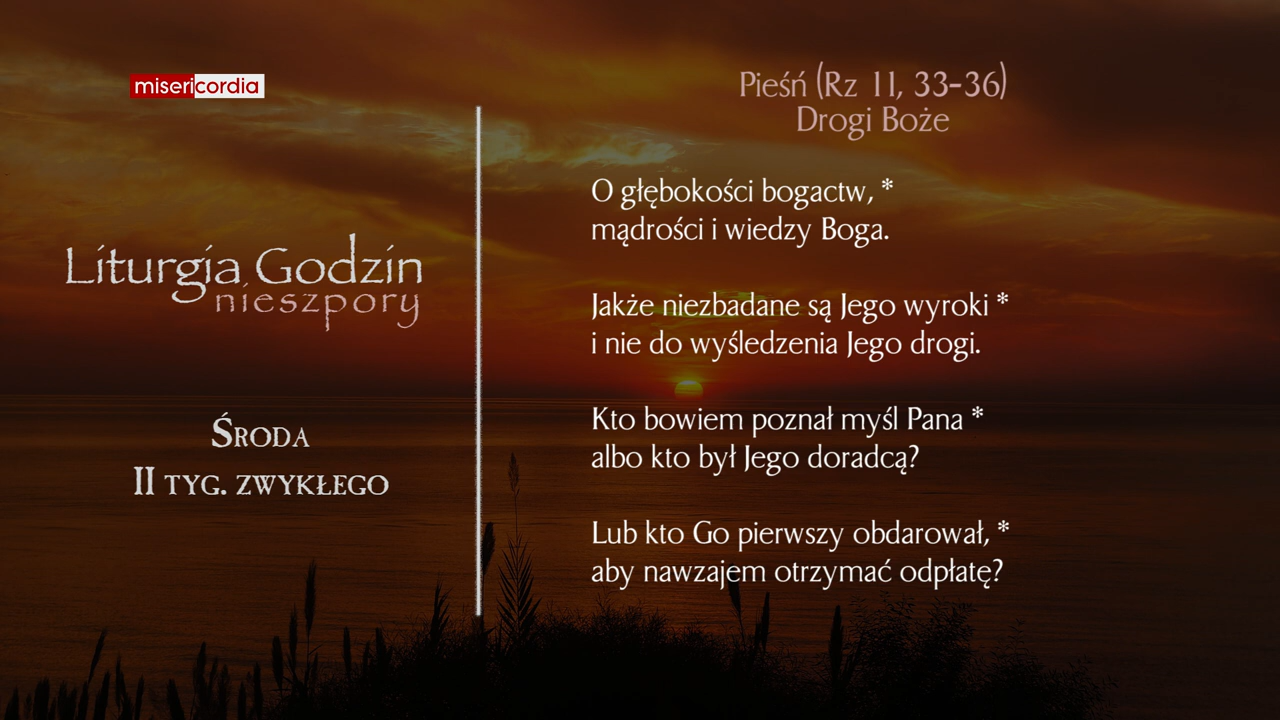 misericordia
Liturgia Godzin
nieszpory
Środa
II tyg. zwykłego
Pieśń (Rz 11, 33-36)
Drogi Boże
O głębokości bogactw, *
mądrości i wiedzy Boga.
Jakże niezbadane są Jego wyroki *
i nie do wyśledzenia Jego drogi.
Kto bowiem poznał myśl Pana *
albo kto był Jego doradcą?
Lub kto Go pierwszy obdarował, *
aby nawzajem otrzymać odpłatę?